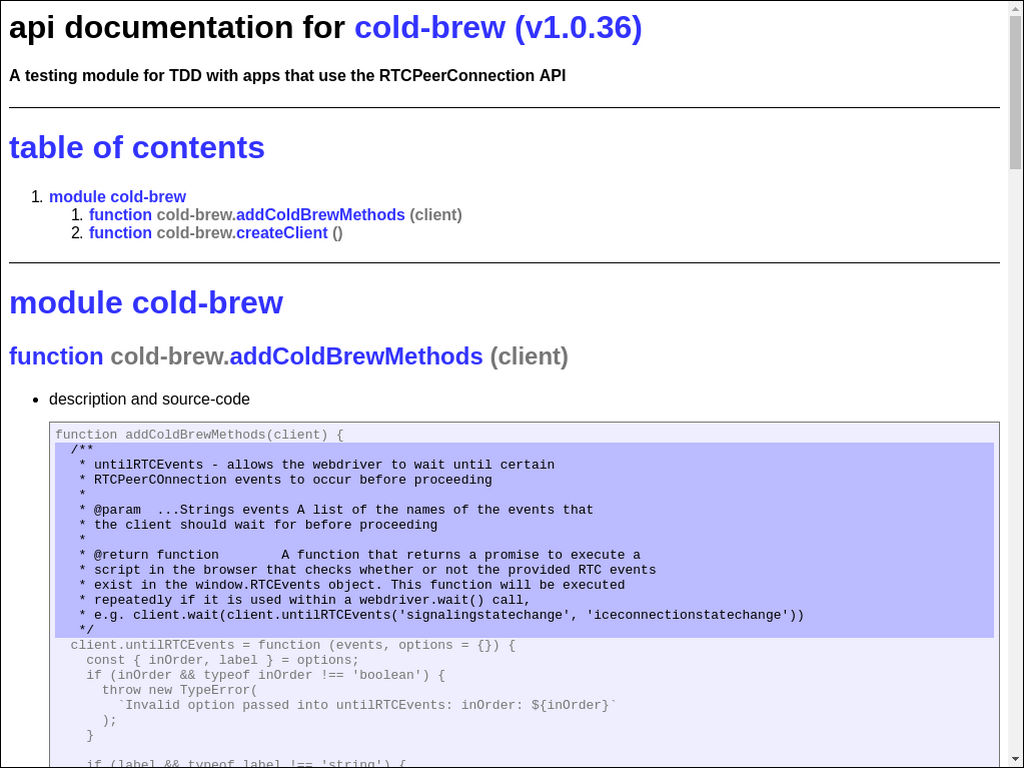 api documentation for cold-brew (v1.0.36)
A testing module for TDD with apps that use the RTCPeerConnection API
table of contents
1. module cold-brew
1. function cold-brew.addColdBrewMethods (client)
2. function cold-brew.createClient ()
module cold-brew
function cold-brew.addColdBrewMethods (client)
• description and source-code
function addColdBrewMethods(client) {
  /**
   * untilRTCEvents - allows the webdriver to wait until certain
   * RTCPeerCOnnection events to occur before proceeding
   *
   * @param  ...Strings events A list of the names of the events that
   * the client should wait for before proceeding
   *
   * @return function        A function that returns a promise to execute a
   * script in the browser that checks whether or not the provided RTC events
   * exist in the window.RTCEvents object. This function will be executed
   * repeatedly if it is used within a webdriver.wait() call,
   * e.g. client.wait(client.untilRTCEvents('signalingstatechange', 'iceconnectionstatechange'))
   */
  client.untilRTCEvents = function (events, options = {}) {
    const { inOrder, label } = options;
    if (inOrder && typeof inOrder !== 'boolean') {
      throw new TypeError(
        `Invalid option passed into untilRTCEvents: inOrder: ${inOrder}`
      );
    }
    if (label && typeof label !== 'string') {